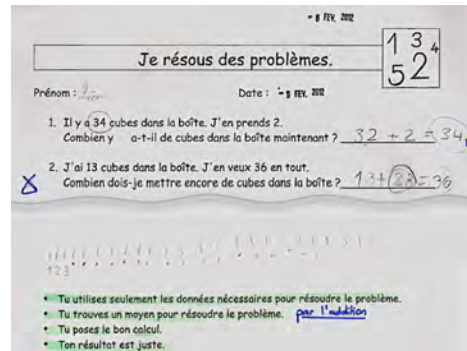 - 8 FEV. 2012
1 3 4
5 2
Je résous des problèmes.
Prénom :
Date : - 9 FEV. 2012
1. Il y a 34 cubes dans la boîte. J'en prends 2.
Combien y a-t-il de cubes dans la boîte maintenant ? 32 + 2 = 34
2. J'ai 13 cubes dans la boîte. J'en veux 36 en tout.
Combien dois-je mettre encore de cubes dans la boîte ? 13+23=36
1 2 3
• Tu utilises seulement les données nécessaires pour résoudre le problème.
• Tu trouves un moyen pour résoudre le problème. par l'addition
• Tu poses le bon calcul.
• Ton résultat est juste.